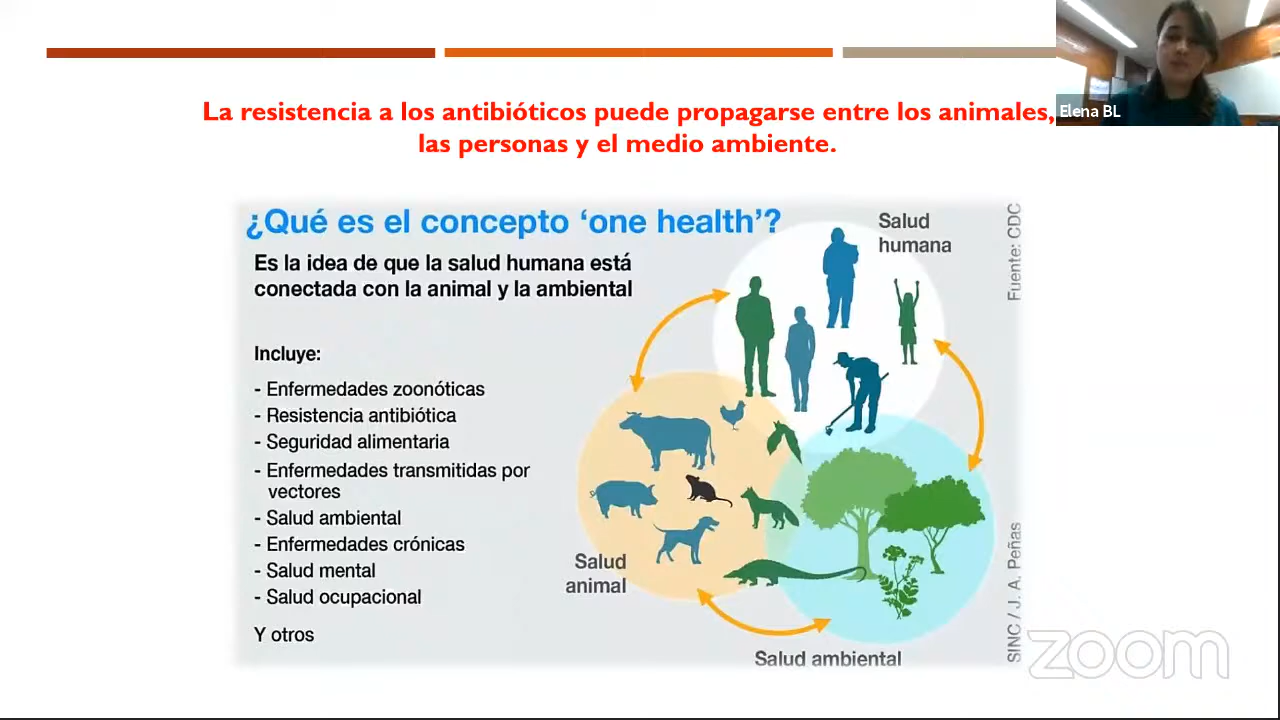 La resistencia a los antibióticos puede propagarse entre los animales,
las personas y el medio ambiente.
Elena BL
¿Qué es el concepto ‘one health’?
Es la idea de que la salud humana está
conectada con la animal y la ambiental
Incluye:
- Enfermedades zoonóticas
- Resistencia antibiótica
- Seguridad alimentaria
- Enfermedades transmitidas por
vectores
- Salud ambiental
- Enfermedades crónicas
- Salud mental
- Salud ocupacional
Y otros
Salud
humana
Salud
animal
Salud ambiental
Fuente: CDC
SINC / J. A. Peñas
zoom